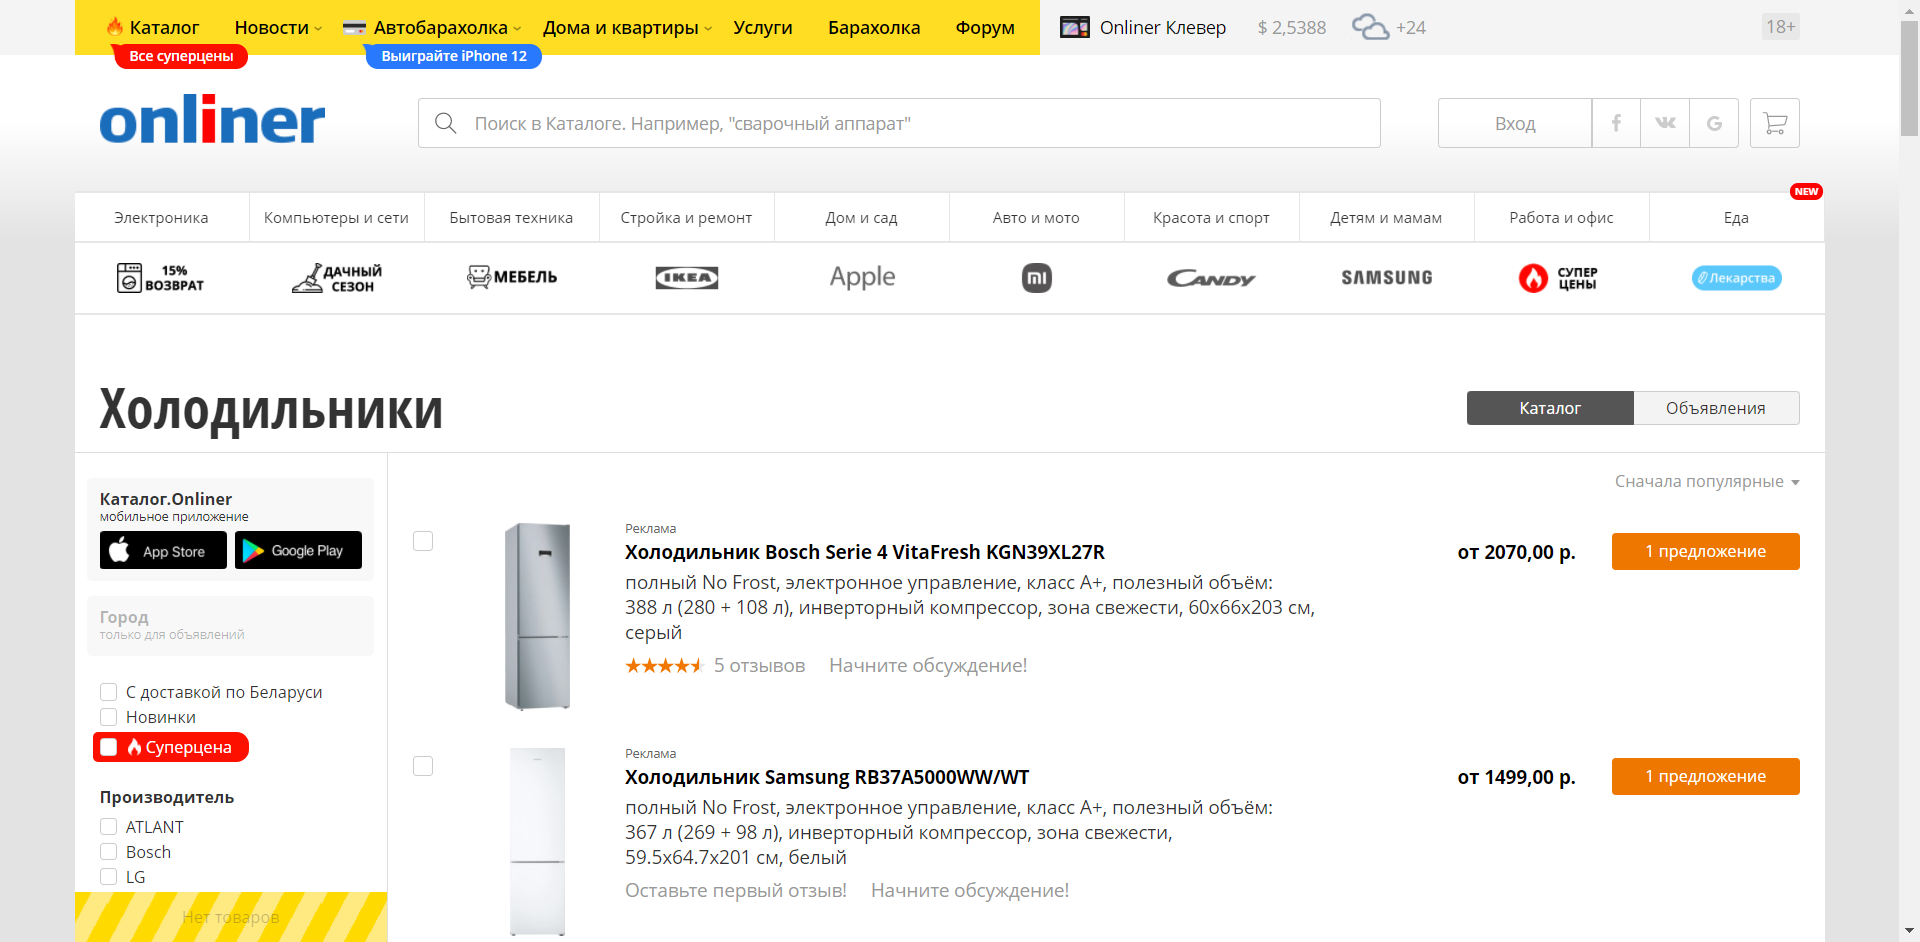 Каталог
Новости
Автобарахолка
Дома и квартиры
Услуги
Барахолка
Форум
Onliner Клевер
$ 2,5388
+24
18+
Все суперцены
Выиграйте iPhone 12
onliner
Поиск в Каталоге. Например, "сварочный аппарат"
Вход
NEW
Электроника
Компьютеры и сети
Бытовая техника
Стройка и ремонт
Дом и сад
Авто и мото
Красота и спорт
Детям и мамам
Работа и офис
Еда
15%
ВОЗВРАТ
ДАЧНЫЙ
СЕЗОН
МЕБЕЛЬ
IKEA
Apple
mi
CANDY
SAMSUNG
СУПЕР
ЦЕНЫ
Лекарства
Холодильники
Каталог
Объявления
Сначала популярные
Каталог.Onliner
мобильное приложение
App Store
Google Play
Город
только для объявлений
С доставкой по Беларуси
Новинки
Суперцена
Производитель
ATLANT
Bosch
LG
Нет товаров
Реклама
Холодильник Bosch Serie 4 VitaFresh KGN39XL27R
от 2070,00 р.
1 предложение
полный No Frost, электронное управление, класс A+, полезный объём:
388 л (280 + 108 л), инверторный компрессор, зона свежести, 60x66x203 см,
серый
5 отзывов
Начните обсуждение!
Реклама
Холодильник Samsung RB37A5000WW/WT
от 1499,00 р.
1 предложение
полный No Frost, электронное управление, класс A+, полезный объём:
367 л (269 + 98 л), инверторный компрессор, зона свежести,
59.5x64.7x201 см, белый
Оставьте первый отзыв!
Начните обсуждение!